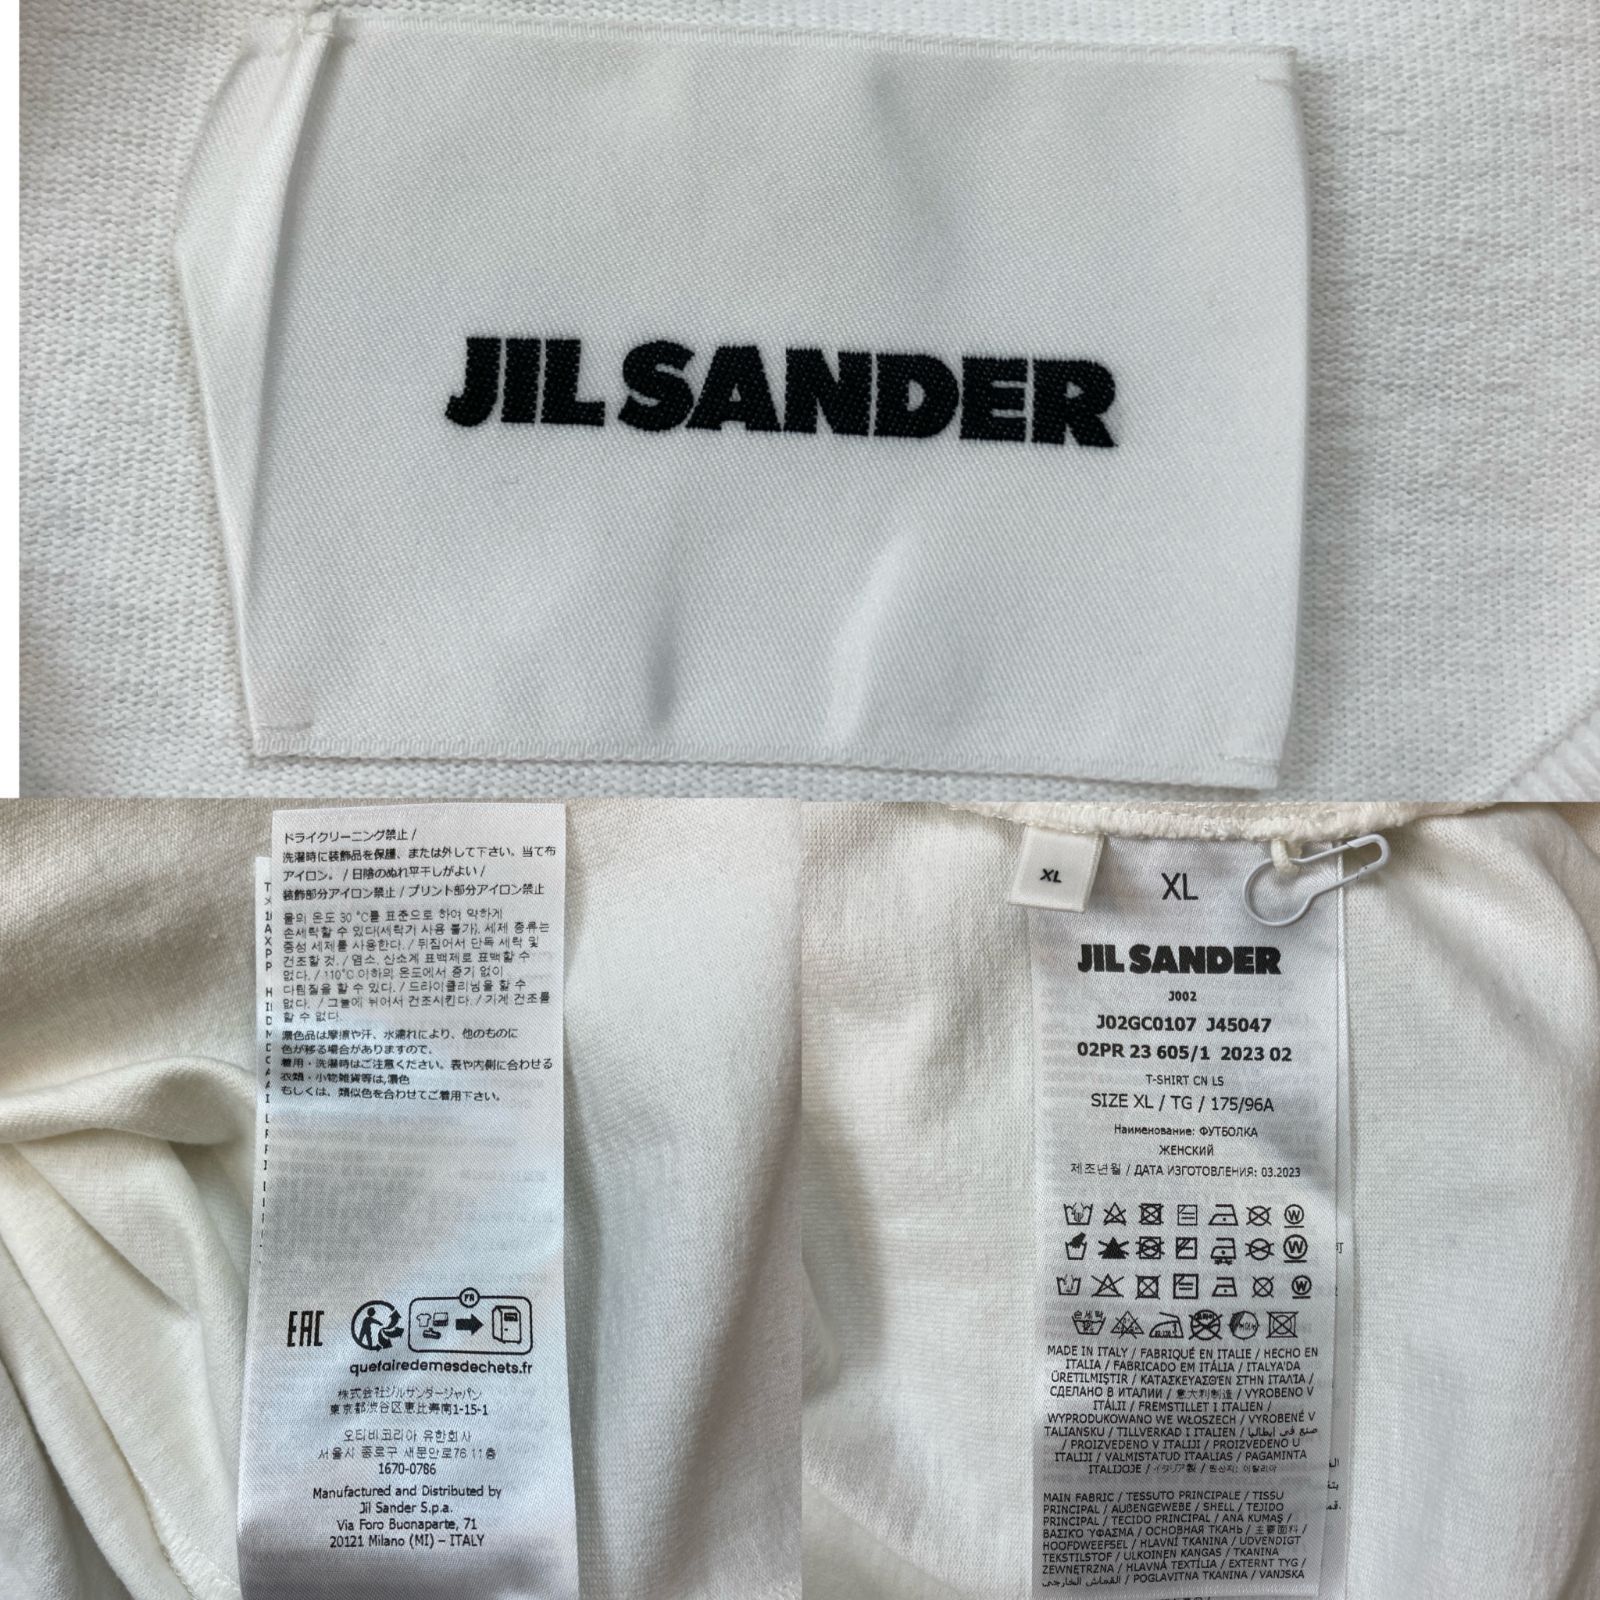 JIL SANDER
ドライクリーニング禁止 /
洗濯時に装飾品を保護、または外して下さい。当て布
アイロン。 / 日陰のぬれ平干しがよい /
装飾部分アイロン禁止 / プリント部分アイロン禁止
물의 온도 30 °C를 표준으로 하여 약하게
손세탁할 수 있다(세탁기 사용 불가). 세제 종류는
중성 세제를 사용한다. / 뒤집어서 단독 세탁 및
건조할 것. / 염소, 산소계 표백제로 표백할 수
없다. / 110°C 이하의 온도에서 증기 없이
다림질을 할 수 있다. / 드라이클리닝을 할 수
없다. / 그늘에 뉘어서 건조시킨다. / 기계 건조를
할 수 없다.
濃色品は摩擦や汗、水濡れにより、他のものに
色が移る場合がありますので、
着用・洗濯時はご注意ください。表や内側に合わせる
衣類・小物雑貨等は、濃色
もしくは、類似色を合わせてご着用下さい。
EAC
FR
quefairedemesdechets.fr
株式会社ジルサンダージャパン
東京都渋谷区恵比寿南1-15-1
오티비코리아 유한회사
서울시 종로구 새문안로76 11층
1670-0786
Manufactured and Distributed by
Jil Sander S.p.a.
Via Foro Buonaparte, 71
20121 Milano (MI) – ITALY
XL
XL
JIL SANDER
J002
J02GC0107 J45047
02PR 23 605/1 2023 02
T-SHIRT CN LS
SIZE XL / TG / 175/96A
Наименование: ФУТБОЛКА
ЖЕНСКИЙ
제조년월 / ДАТА ИЗГОТОВЛЕНИЯ: 03.2023
MADE IN ITALY / FABRIQUÉ EN ITALIE / HECHO EN
ITALIA / FABRICADO EM ITÁLIA / ITALYA'DA
ÜRETILMIŞTIR / ΚΑΤΑΣΚΕΥΑΣΘΕΝ ΣΤΗΝ ΙΤΑΛΙΑ /
СДЕЛАНО В ИТАЛИИ / 意大利制造 / VYROBENO V
ITÁLII / FREMSTILLET I ITALIEN /
WYPRODUKOWANO WE WŁOSZECH / VYROBENÉ V
TALIANSKU / TILLVERKAD I ITALIEN / صنع في إيطاليا
/ PROIZVEDENO V ITALIJI / PROIZVEDENO U
ITALIJI / VALMISTATUD ITAALIAS / PAGAMINTA
ITALIJOJE / イタリア製 / 원산지: 이탈리아
MAIN FABRIC / TESSUTO PRINCIPALE / TISSU
PRINCIPAL / AUßENGEWEBE / SHELL / TEJIDO
PRINCIPAL / TECIDO PRINCIPAL / ANA KUMAŞ /
ΒΑΣΙΚΟ ΥΦΑΣΜΑ / ОСНОВНАЯ ТКАНЬ / 主要面料 /
HOOFDWEEFSEL / HLAVNÍ TKANINA / UDVENDIGT
TEKSTILSTOF / ULKOINEN KANGAS / TKANINA
ZEWNĘTRZNA / HLAVNÁ TEXTÍLIA / EXTERNT TYG /
القماش الخارجي / POGLAVITNA TKANINA / VANJSKA